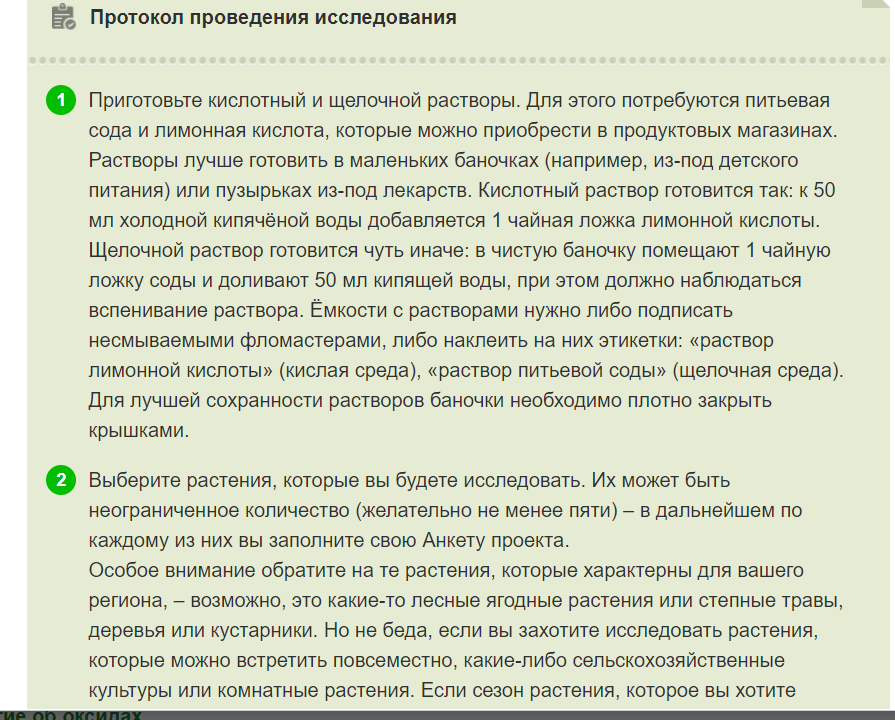 Протокол проведения исследования
1 Приготовьте кислотный и щелочной растворы. Для этого потребуются питьевая
сода и лимонная кислота, которые можно приобрести в продуктовых магазинах.
Растворы лучше готовить в маленьких баночках (например, из-под детского
питания) или пузырьках из-под лекарств. Кислотный раствор готовится так: к 50
мл холодной кипячёной воды добавляется 1 чайная ложка лимонной кислоты.
Щелочной раствор готовится чуть иначе: в чистую баночку помещают 1 чайную
ложку соды и доливают 50 мл кипящей воды, при этом должно наблюдаться
вспенивание раствора. Ёмкости с растворами нужно либо подписать
несмываемыми фломастерами, либо наклеить на них этикетки: «раствор
лимонной кислоты» (кислая среда), «раствор питьевой соды» (щелочная среда).
Для лучшей сохранности растворов баночки необходимо плотно закрыть
крышками.
2 Выберите растения, которые вы будете исследовать. Их может быть
неограниченное количество (желательно не менее пяти) – в дальнейшем по
каждому из них вы заполните свою Анкету проекта.
Особое внимание обратите на те растения, которые характерны для вашего
региона, – возможно, это какие-то лесные ягодные растения или степные травы,
деревья или кустарники. Но не беда, если вы захотите исследовать растения,
которые можно встретить повсеместно, какие-либо сельскохозяйственные
культуры или комнатные растения. Если сезон растения, которое вы хотите
об оксидах